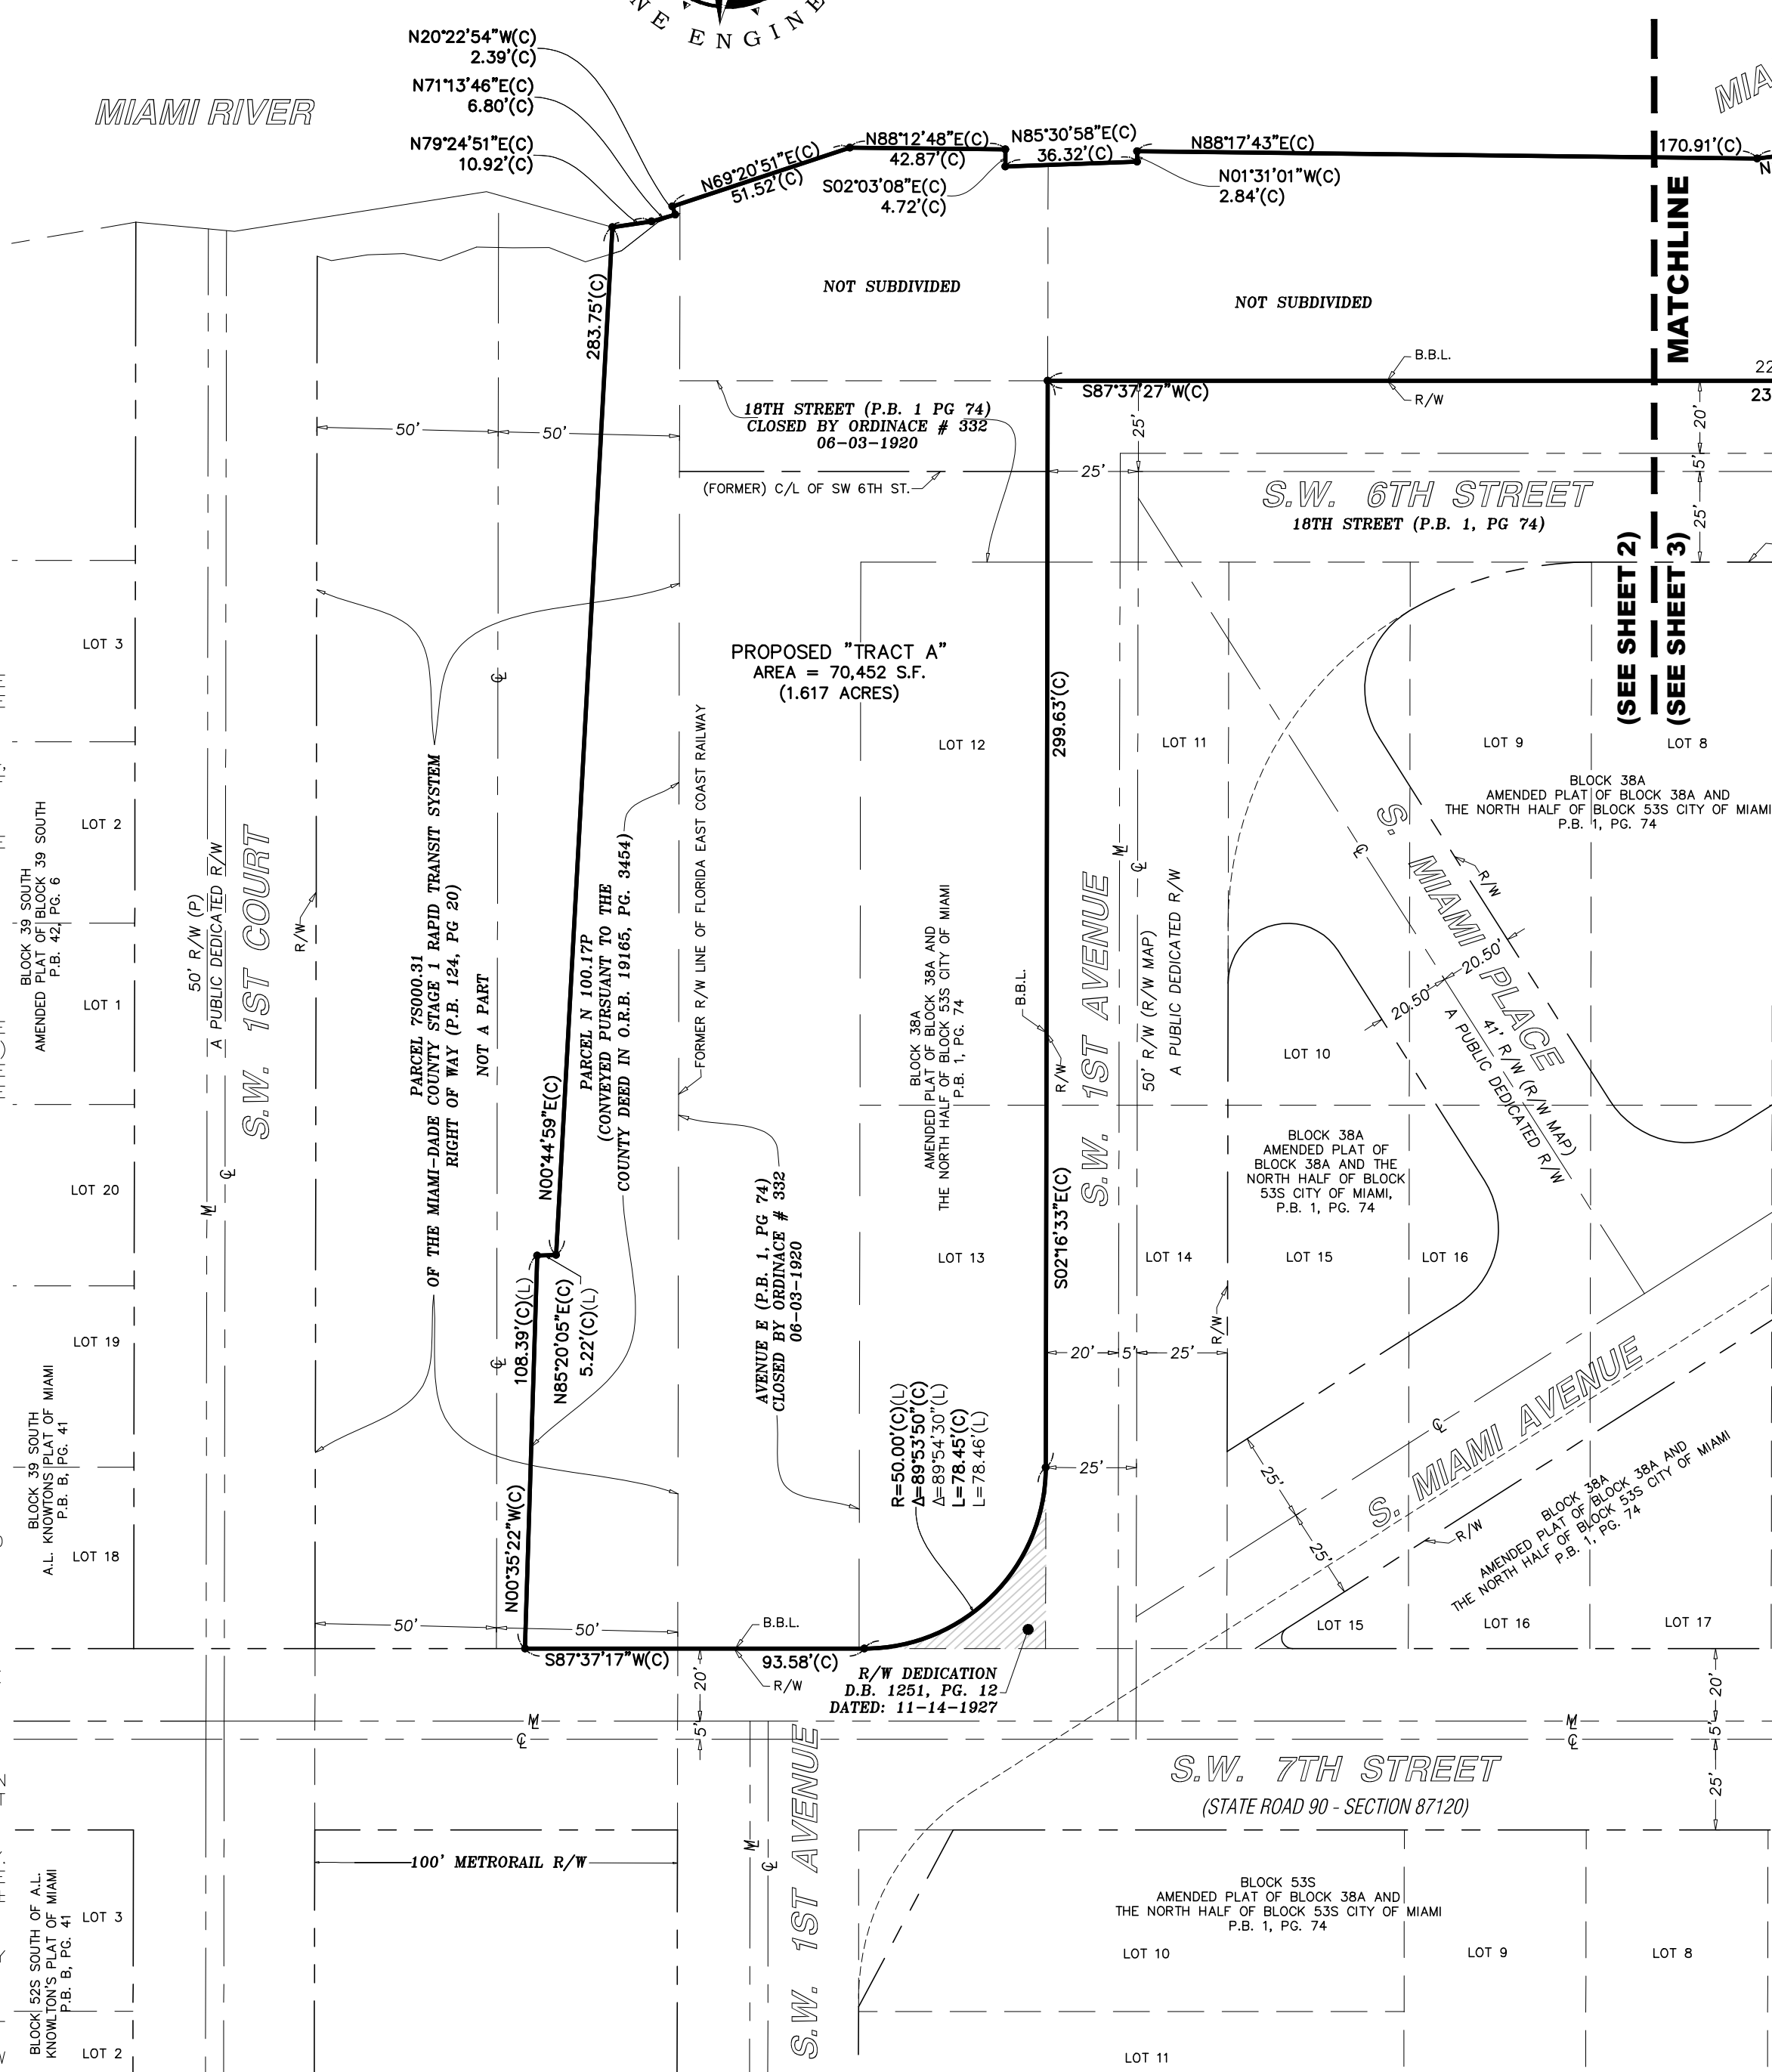 NE ENGINE
N20°22'54"W(C)
2.39'(C)
N71°13'46"E(C)
6.80'(C)
N79°24'51"E(C)
10.92'(C)
MIAMI RIVER
MIA
N69°20'51"E(C)
51.52'(C)
N88°12'48"E(C)
42.87'(C)
S02°03'08"E(C)
4.72'(C)
N85°30'58"E(C)
36.32'(C)
N88°17'43"E(C)
170.91'(C)
N
N01°31'01"W(C)
2.84'(C)
MATCHLINE
(SEE SHEET 2)
(SEE SHEET 3)
NOT SUBDIVIDED
NOT SUBDIVIDED
283.75'(C)
B.B.L.
S87°37'27"W(C)
R/W
22
23
18TH STREET (P.B. 1 PG 74)
CLOSED BY ORDINACE # 332
06-03-1920
50'
50'
25'
20'
5'
25'
25'
(FORMER) C/L OF SW 6TH ST.
S.W. 6TH STREET
18TH STREET (P.B. 1, PG 74)
LOT 3
LOT 2
LOT 1
LOT 20
LOT 19
LOT 18
BLOCK 39 SOUTH
AMENDED PLAT OF BLOCK 39 SOUTH
P.B. 42, PG. 6
BLOCK 39 SOUTH
A.L. KNOWTONS PLAT OF MIAMI
P.B. B, PG. 41
50' R/W (P)
A PUBLIC DEDICATED R/W
S.W. 1ST COURT
R/W
PARCEL 7S000.31
OF THE MIAMI-DADE COUNTY STAGE 1 RAPID TRANSIT SYSTEM
RIGHT OF WAY (P.B. 124, PG 20)
NOT A PART
PROPOSED "TRACT A"
AREA = 70,452 S.F.
(1.617 ACRES)
PARCEL N 100.17P
(CONVEYED PURSUANT TO THE
COUNTY DEED IN O.R.B. 19165, PG. 3454)
FORMER R/W LINE OF FLORIDA EAST COAST RAILWAY
N00°44'59"E(C)
108.39'(C)(L)
N85°20'05"E(C)
5.22'(C)(L)
N00°35'22"W(C)
AVENUE E (P.B. 1, PG 74)
CLOSED BY ORDINACE # 332
06-03-1920
LOT 12
BLOCK 38A
AMENDED PLAT OF BLOCK 38A AND
THE NORTH HALF OF BLOCK 53S CITY OF MIAMI
P.B. 1, PG. 74
LOT 13
299.63'(C)
B.B.L.
R/W
S02°16'33"E(C)
S.W. 1ST AVENUE
50' R/W (R/W MAP)
A PUBLIC DEDICATED R/W
LOT 11
LOT 9
LOT 8
BLOCK 38A
AMENDED PLAT OF BLOCK 38A AND
THE NORTH HALF OF BLOCK 53S CITY OF MIAMI
P.B. 1, PG. 74
R/W
S. MIAMI PLACE
20.50'
20.50'
41' R/W (R/W MAP)
A PUBLIC DEDICATED R/W
LOT 10
BLOCK 38A
AMENDED PLAT OF
BLOCK 38A AND THE
NORTH HALF OF BLOCK
53S CITY OF MIAMI,
P.B. 1, PG. 74
LOT 14
LOT 15
LOT 16
R/W
20'
5'
25'
R=50.00'(C)(L)
Δ=89°53'50"(C)
Δ=89°54'30"(L)
L=78.45'(C)
L=78.46'(L)
25'
25'
25'
S. MIAMI AVENUE
R/W
BLOCK 38A
AMENDED PLAT OF BLOCK 38A AND
THE NORTH HALF OF BLOCK 53S CITY OF MIAMI
P.B. 1, PG. 74
LOT 15
LOT 16
LOT 17
50'
50'
B.B.L.
S87°37'17"W(C)
93.58'(C)
R/W
R/W DEDICATION
D.B. 1251, PG. 12
DATED: 11-14-1927
20'
5'
20'
5'
25'
S.W. 7TH STREET
(STATE ROAD 90 - SECTION 87120)
S.W. 1ST AVENUE
100' METRORAIL R/W
BLOCK 52S SOUTH OF A.L.
KNOWLTON'S PLAT OF MIAMI
P.B. B, PG. 41
LOT 3
LOT 2
BLOCK 53S
AMENDED PLAT OF BLOCK 38A AND
THE NORTH HALF OF BLOCK 53S CITY OF MIAMI
P.B. 1, PG. 74
LOT 10
LOT 9
LOT 8
LOT 11